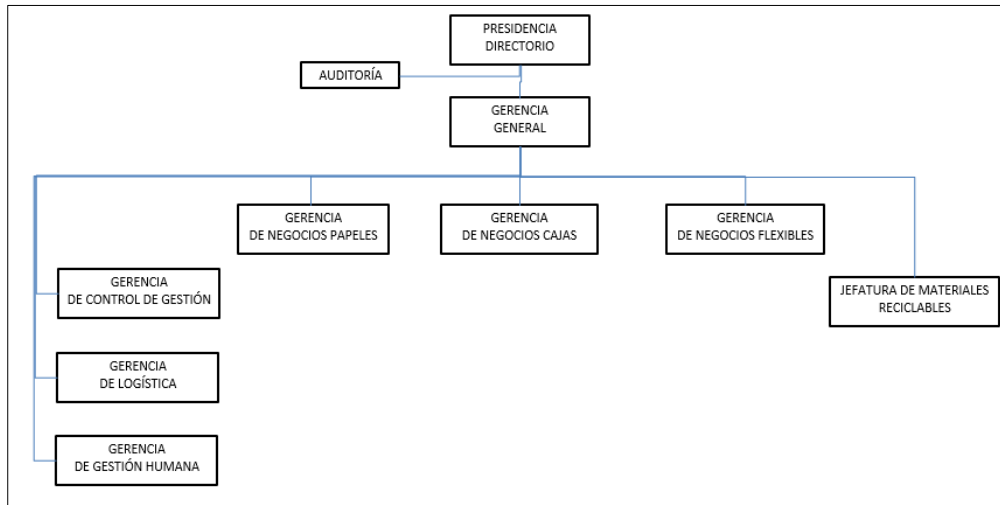 PRESIDENCIA
DIRECTORIO
AUDITORÍA
GERENCIA
GENERAL
GERENCIA
DE NEGOCIOS PAPELES
GERENCIA
DE NEGOCIOS CAJAS
GERENCIA
DE NEGOCIOS FLEXIBLES
GERENCIA
DE CONTROL DE GESTIÓN
JEFATURA DE MATERIALES
RECICLABLES
GERENCIA
DE LOGÍSTICA
GERENCIA
DE GESTIÓN HUMANA